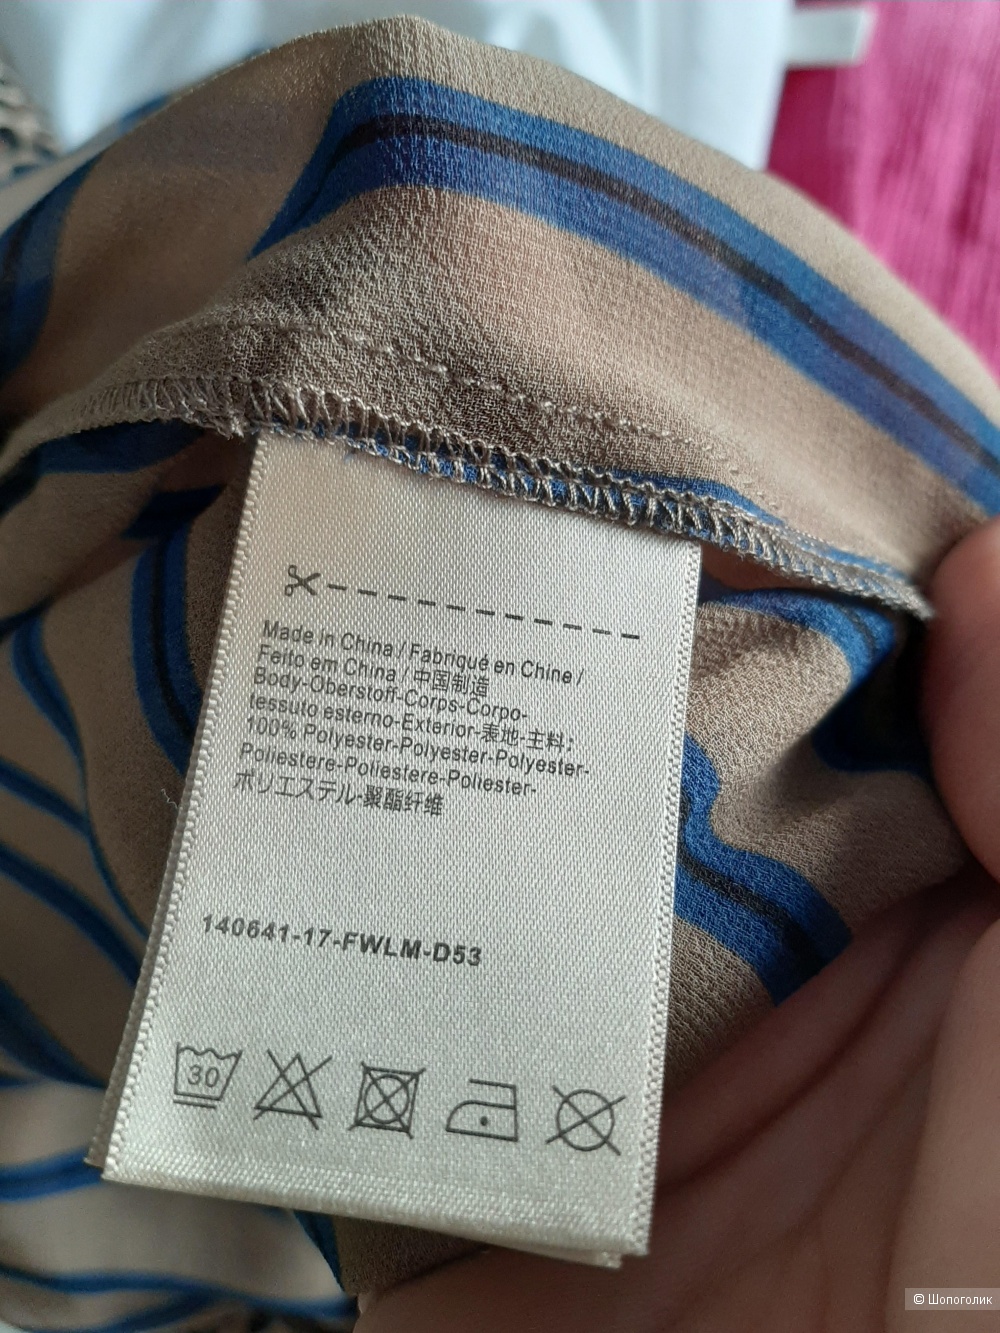 Made in China / Fabriqué en Chine /
Feito em China / 中国制造
Body-Oberstoff-Corps-Corpo-
tessuto esterno-Exterior-表地-主料:
100% Polyester-Polyester-Polyester-
Poliestere-Poliestere-Poliester-
ポリエステル-聚酯纤维
140641-17-FWLM-D53
30
© Шопоголик